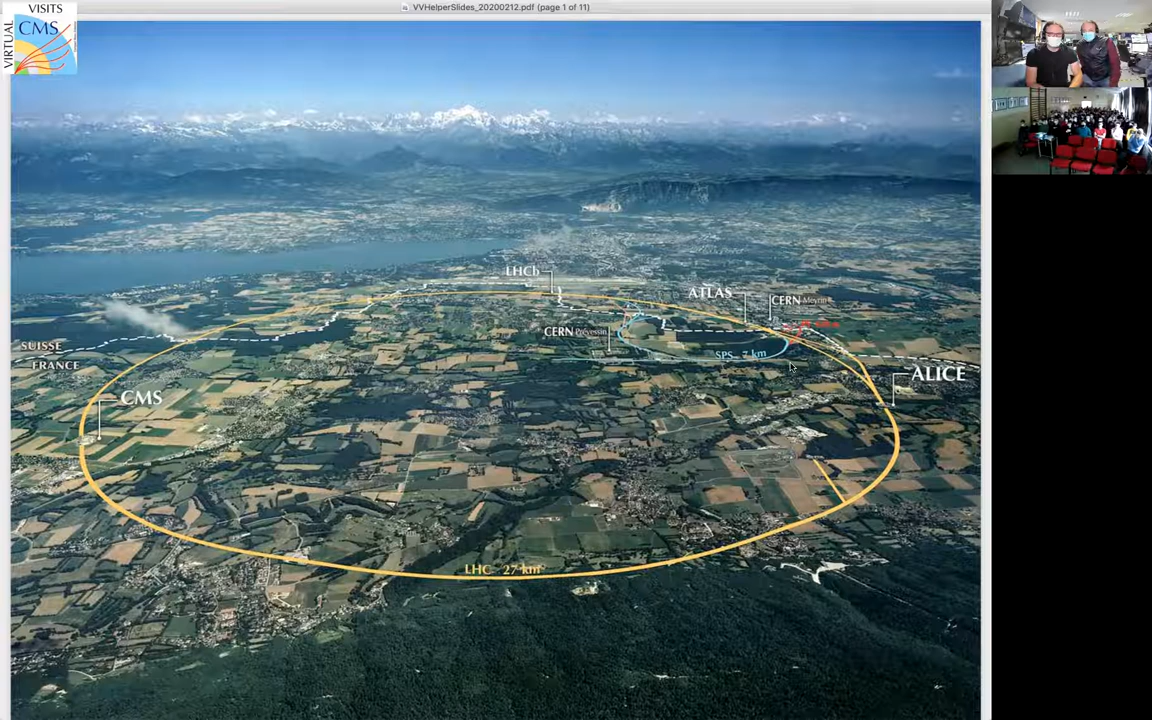 VVHelperSlides_20200212.pdf (page 1 of 11)
VIRTUAL
VISITS
CMS
LHCb
ATLAS
CERN Meyrin
CERN Prévessin
SPS 7 km
SUISSE
FRANCE
ALICE
CMS
LHC 27 km